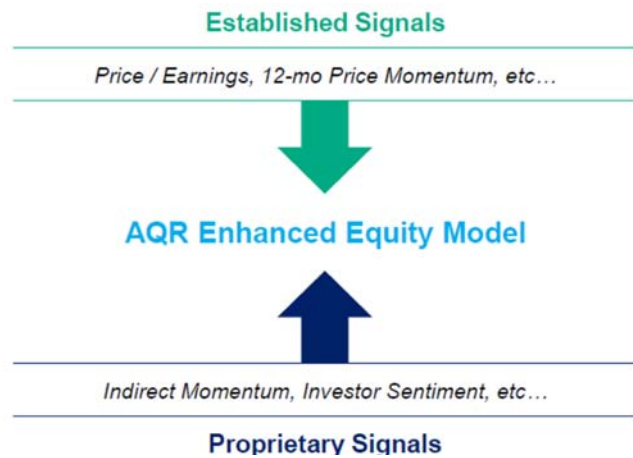 Established Signals
Price / Earnings, 12-mo Price Momentum, etc…
AQR Enhanced Equity Model
Indirect Momentum, Investor Sentiment, etc…
Proprietary Signals